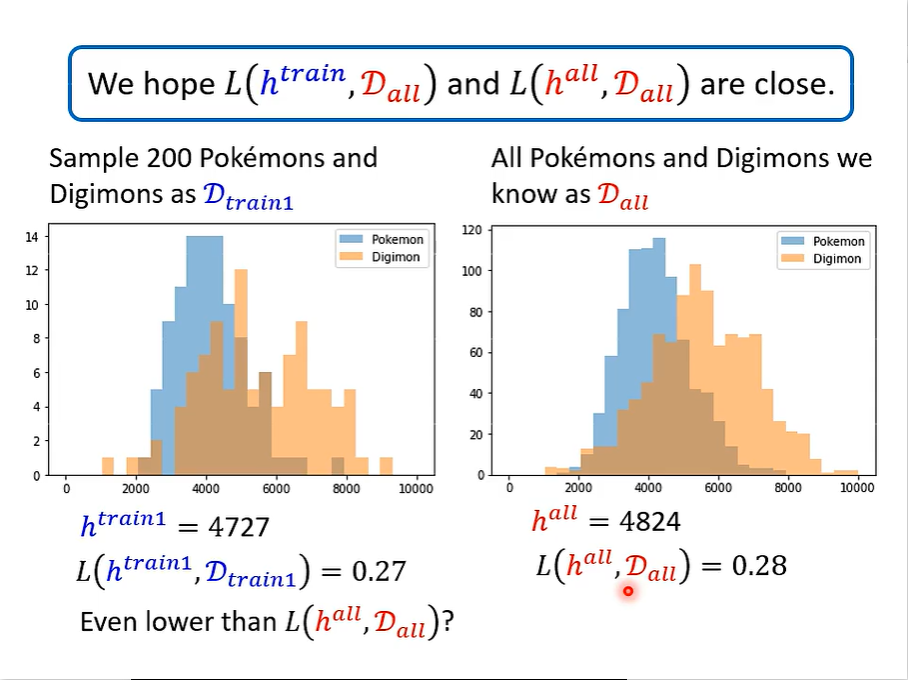 We hope L(h^train, D_all) and L(h^all, D_all) are close.
Sample 200 Pokémons and
Digimons as D_train1
14
12
10
8
6
4
2
0
Pokemon
Digimon
0 2000 4000 6000 8000 10000
h^train1 = 4727
L(h^train1, D_train1) = 0.27
Even lower than L(h^all, D_all)?
All Pokémons and Digimons we
know as D_all
120
100
80
60
40
20
0
Pokemon
Digimon
0 2000 4000 6000 8000 10000
h^all = 4824
L(h^all, D_all) = 0.28